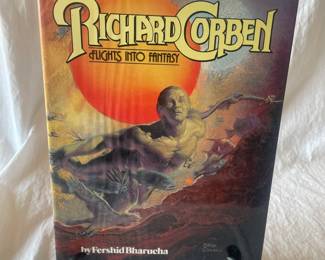 RICHARD CORBEN
FLIGHTS INTO FANTASY
by Fershid Bharucha